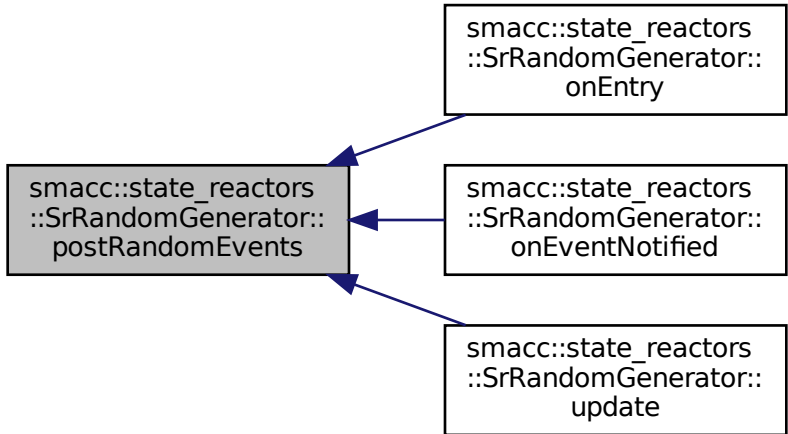 smacc::state_reactors
::SrRandomGenerator::
onEntry
smacc::state_reactors
::SrRandomGenerator::
postRandomEvents
smacc::state_reactors
::SrRandomGenerator::
onEventNotified
smacc::state_reactors
::SrRandomGenerator::
update